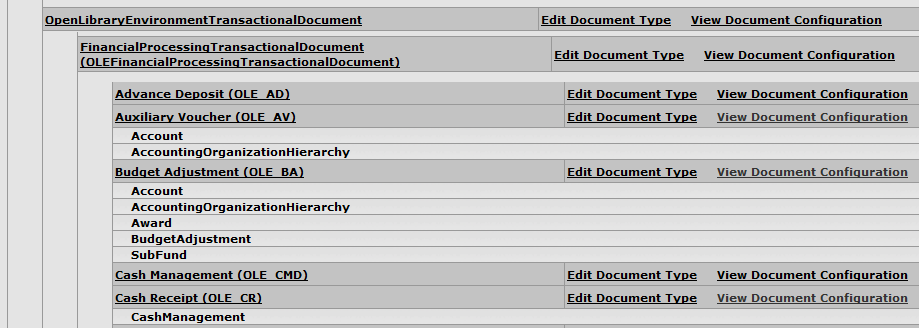 OpenLibraryEnvironmentTransactionalDocument Edit Document Type View Document Configuration
FinancialProcessingTransactionalDocument
(OLEFinancialProcessingTransactionalDocument) Edit Document Type View Document Configuration
Advance Deposit (OLE_AD) Edit Document Type View Document Configuration
Auxiliary Voucher (OLE_AV) Edit Document Type View Document Configuration
Account
AccountingOrganizationHierarchy
Budget Adjustment (OLE_BA) Edit Document Type View Document Configuration
Account
AccountingOrganizationHierarchy
Award
BudgetAdjustment
SubFund
Cash Management (OLE_CMD) Edit Document Type View Document Configuration
Cash Receipt (OLE_CR) Edit Document Type View Document Configuration
CashManagement